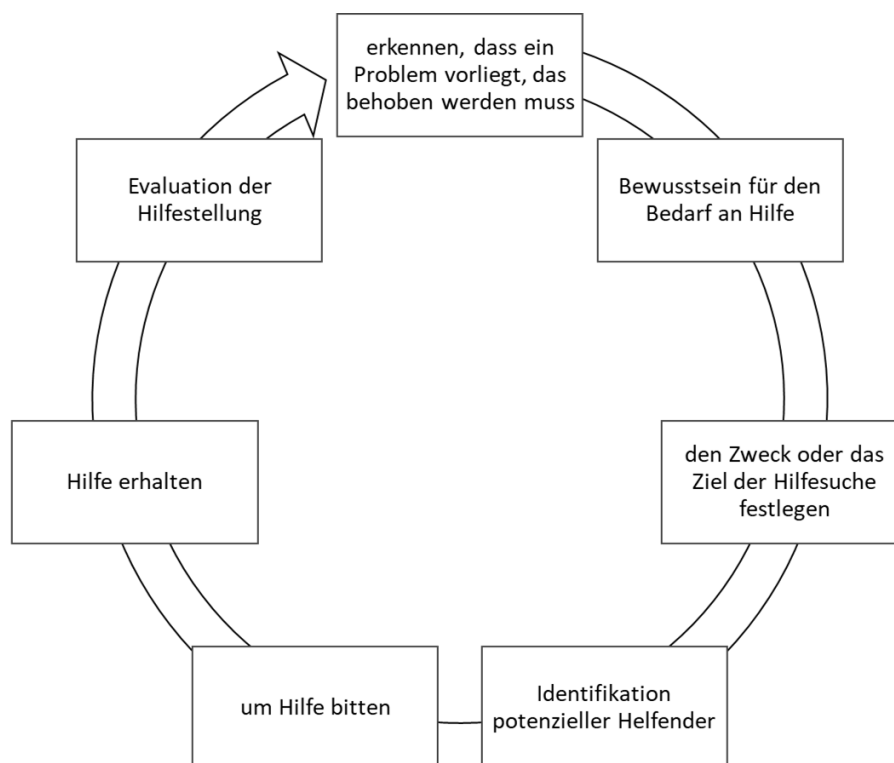 erkennen, dass ein
Problem vorliegt, das
behoben werden muss
Bewusstsein für den
Bedarf an Hilfe
den Zweck oder das
Ziel der Hilfesuche
festlegen
Identifikation
potenzieller Helfender
um Hilfe bitten
Hilfe erhalten
Evaluation der
Hilfestellung